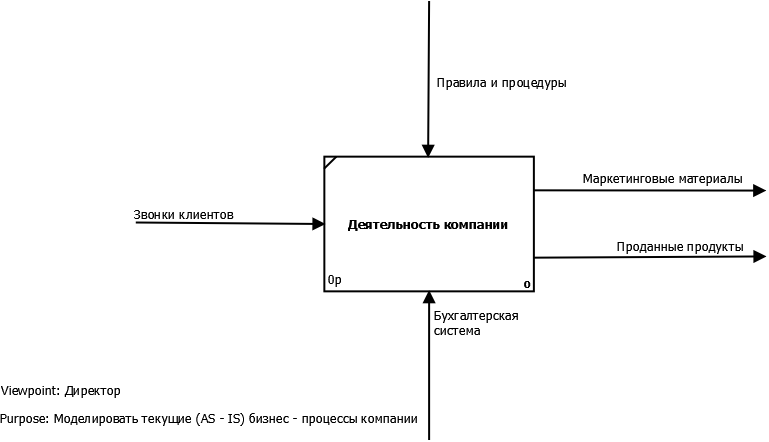 Правила и процедуры
Маркетинговые материалы
Звонки клиентов
Деятельность компании
Проданные продукты
0р
0
Бухгалтерская
система
Viewpoint: Директор
Purpose: Моделировать текущие (AS - IS) бизнес - процессы компании